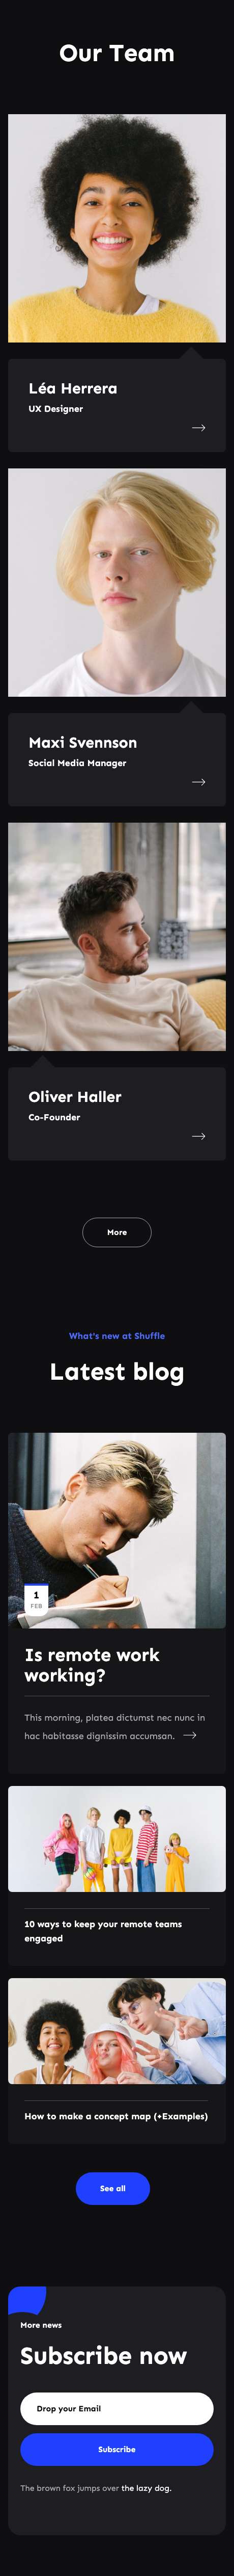 Our Team
Léa Herrera
UX Designer
Maxi Svennson
Social Media Manager
Oliver Haller
Co-Founder
More
What's new at Shuffle
Latest blog
1
FEB
Is remote work
working?
This morning, platea dictumst nec nunc in
hac habitasse dignissim accumsan.
10 ways to keep your remote teams
engaged
How to make a concept map (+Examples)
See all
More news
Subscribe now
Drop your Email
Subscribe
The brown fox jumps over the lazy dog.